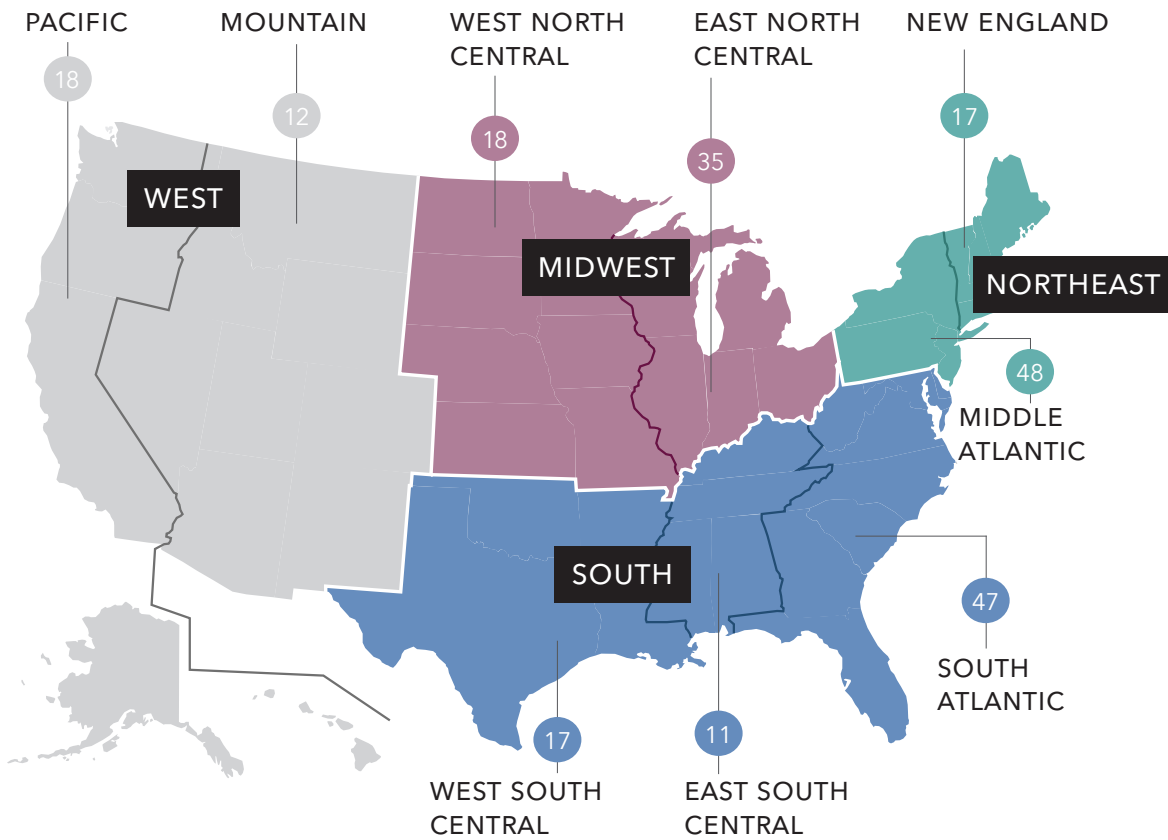 PACIFIC
18
MOUNTAIN
12
WEST NORTH
CENTRAL
18
EAST NORTH
CENTRAL
35
NEW ENGLAND
17
WEST
MIDWEST
NORTHEAST
48
MIDDLE
ATLANTIC
SOUTH
47
SOUTH
ATLANTIC
17
WEST SOUTH
CENTRAL
11
EAST SOUTH
CENTRAL